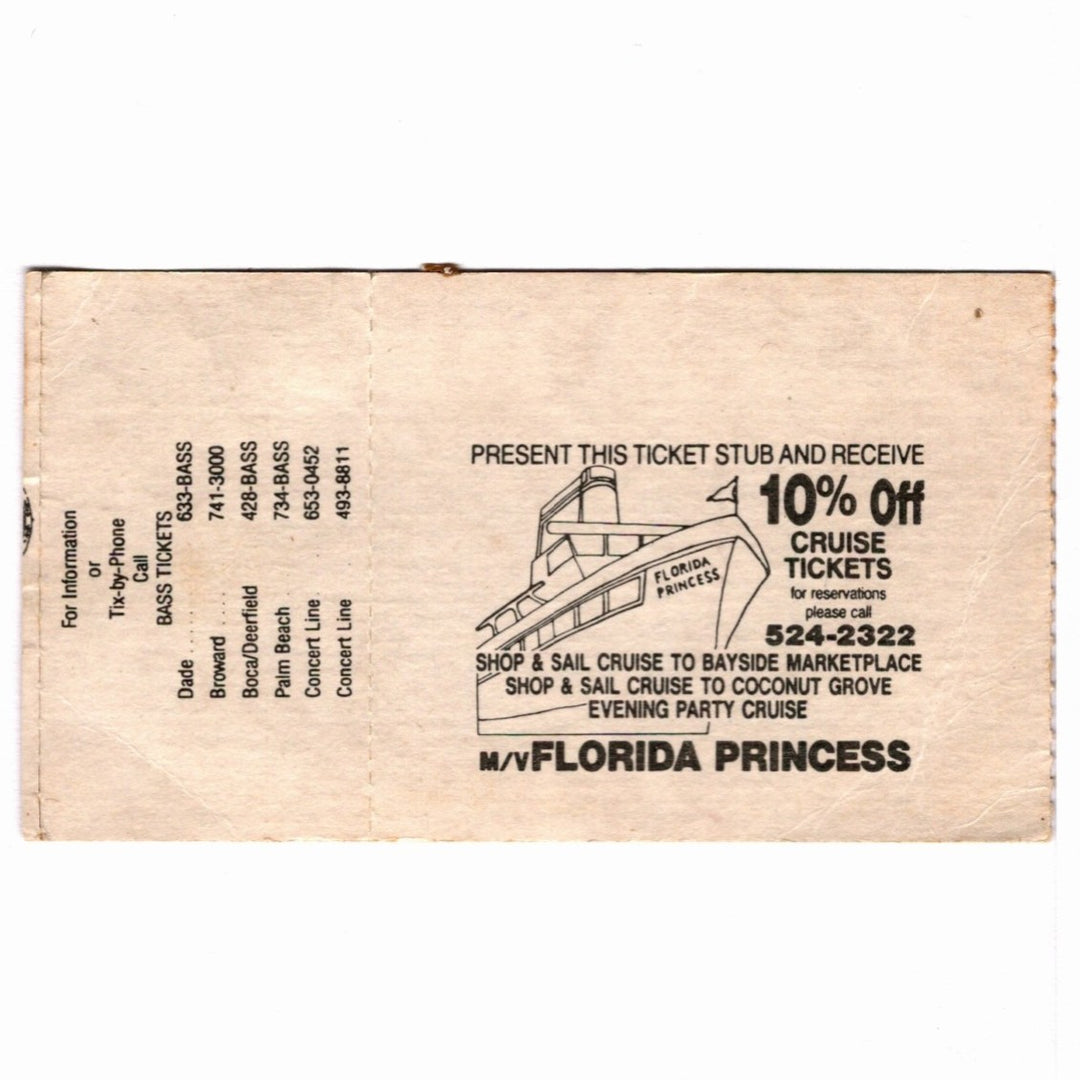 For Information
or
Tix-by-Phone
Call
BASS TICKETS
Dade ...... 633-BASS
Broward .... 741-3000
Boca/Deerfield 428-BASS
Palm Beach . 734-BASS
Concert Line . 653-0452
Concert Line . 493-8811
PRESENT THIS TICKET STUB AND RECEIVE
10% Off
CRUISE
TICKETS
for reservations
please call
524-2322
FLORIDA
PRINCESS
SHOP & SAIL CRUISE TO BAYSIDE MARKETPLACE
SHOP & SAIL CRUISE TO COCONUT GROVE
EVENING PARTY CRUISE
M/V FLORIDA PRINCESS